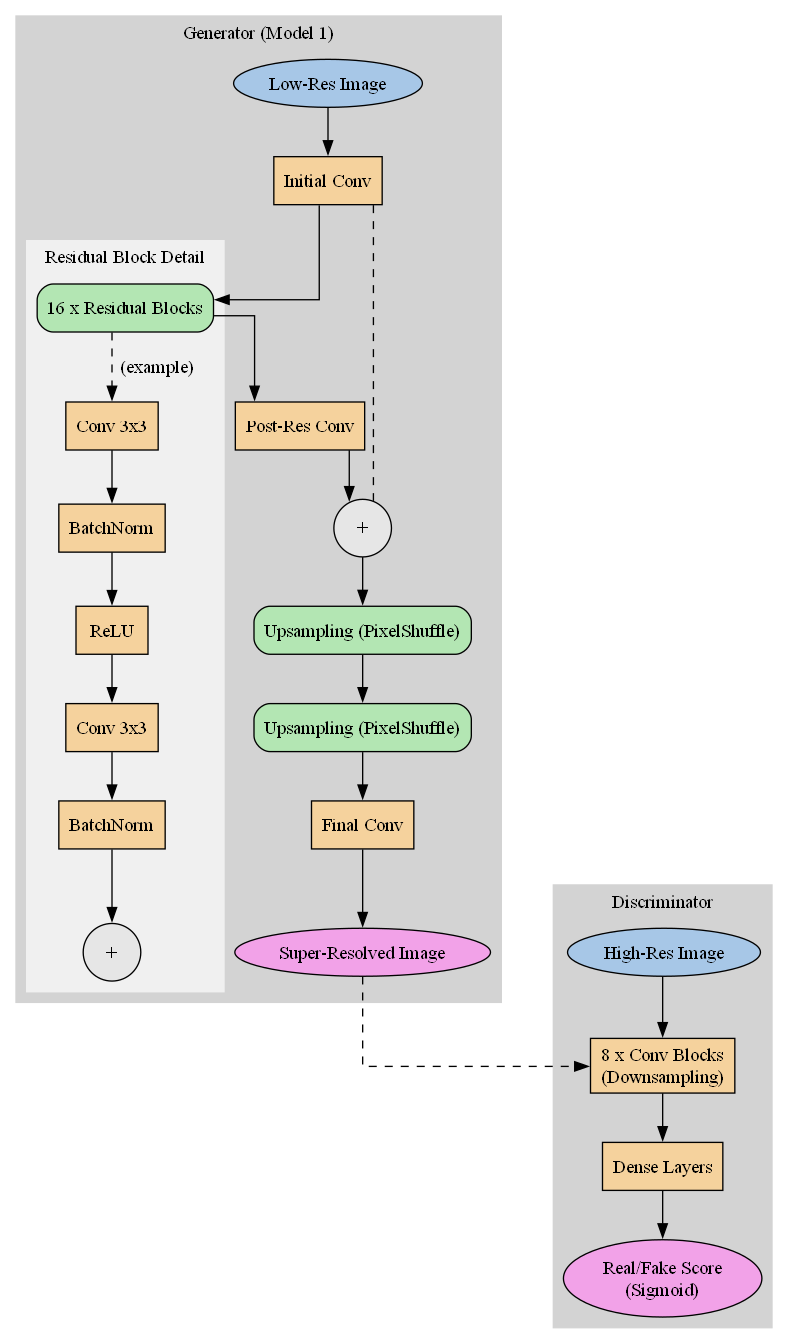 Generator (Model 1)
Low-Res Image
Initial Conv
Residual Block Detail
16 x Residual Blocks
(example)
Conv 3x3
Post-Res Conv
BatchNorm
+
ReLU
Upsampling (PixelShuffle)
Conv 3x3
Upsampling (PixelShuffle)
BatchNorm
Final Conv
+
Super-Resolved Image
Discriminator
High-Res Image
8 x Conv Blocks
(Downsampling)
Dense Layers
Real/Fake Score
(Sigmoid)